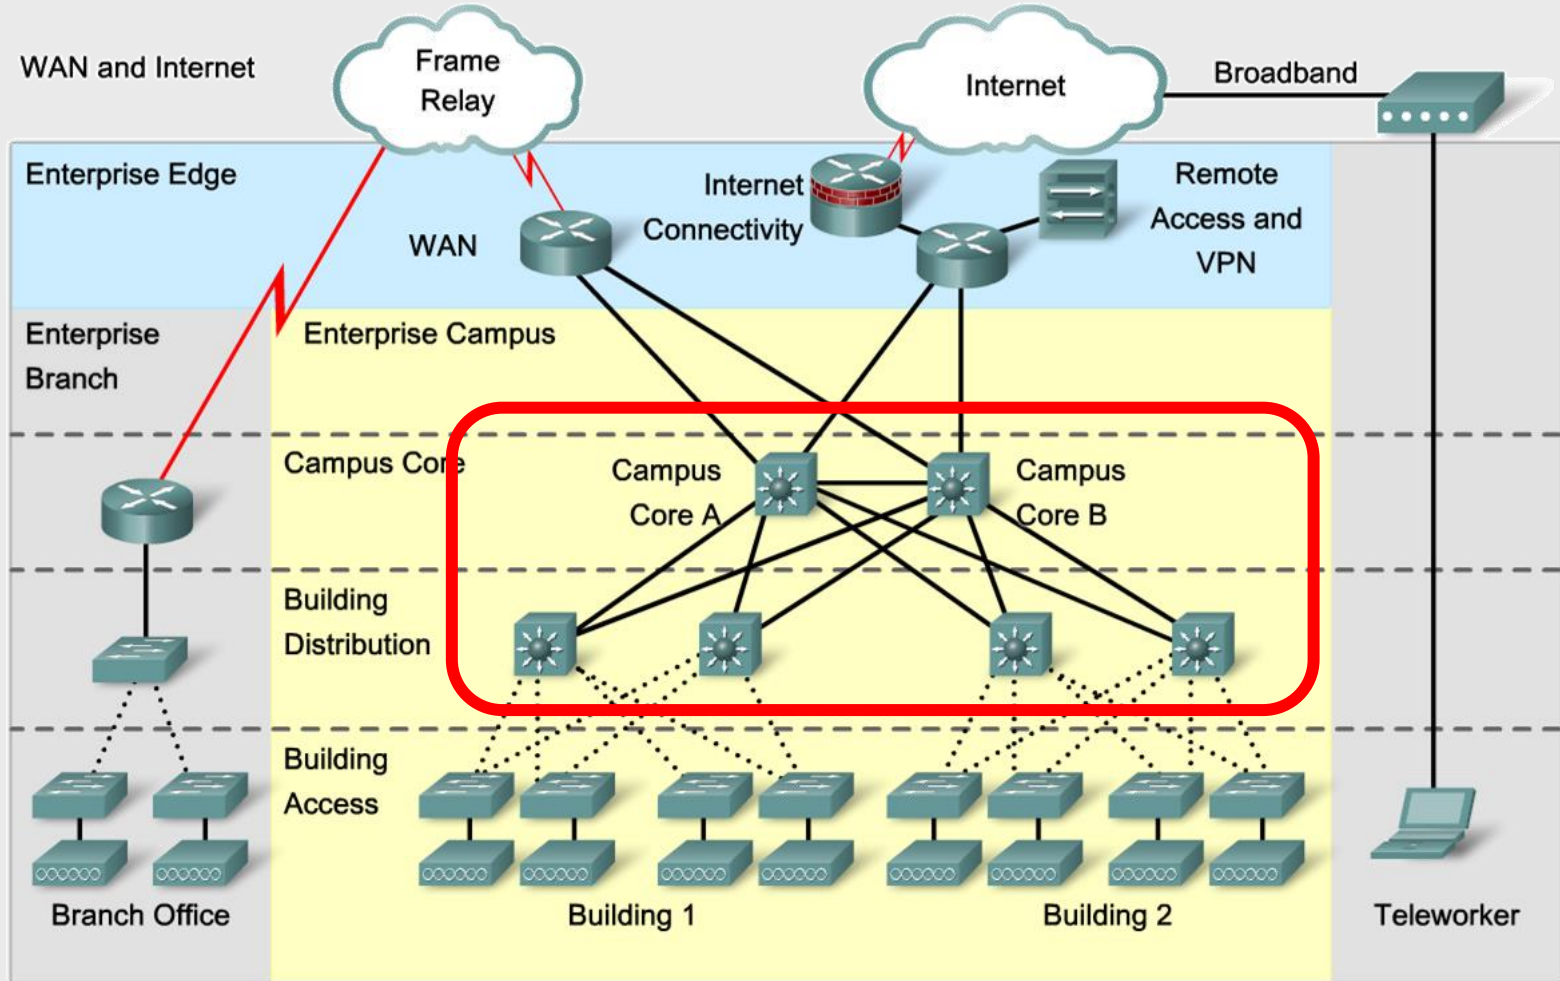 WAN and Internet
Frame
Relay
Internet
Broadband
Enterprise Edge
WAN
Internet
Connectivity
Remote
Access and
VPN
Enterprise
Branch
Enterprise Campus
Campus Core
Campus
Core A
Campus
Core B
Building
Distribution
Building
Access
Branch Office
Building 1
Building 2
Teleworker